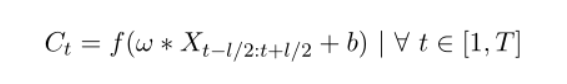 C_t = f(ω * X_{t−l/2:t+l/2} + b) | ∀ t ∈ [1, T]